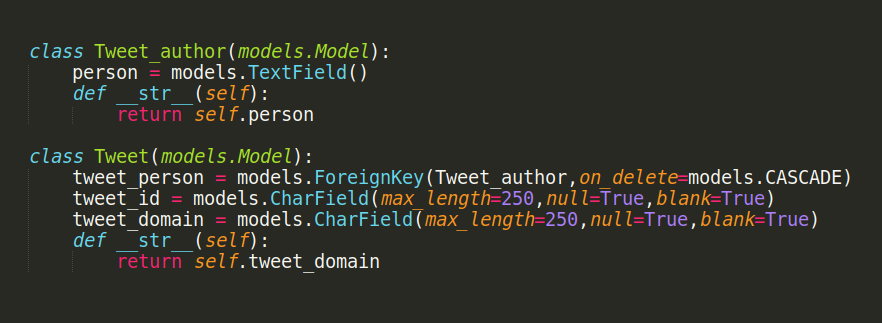 class Tweet_author(models.Model):
    person = models.TextField()
    def __str__(self):
        return self.person

class Tweet(models.Model):
    tweet_person = models.ForeignKey(Tweet_author,on_delete=models.CASCADE)
    tweet_id = models.CharField(max_length=250,null=True,blank=True)
    tweet_domain = models.CharField(max_length=250,null=True,blank=True)
    def __str__(self):
        return self.tweet_domain